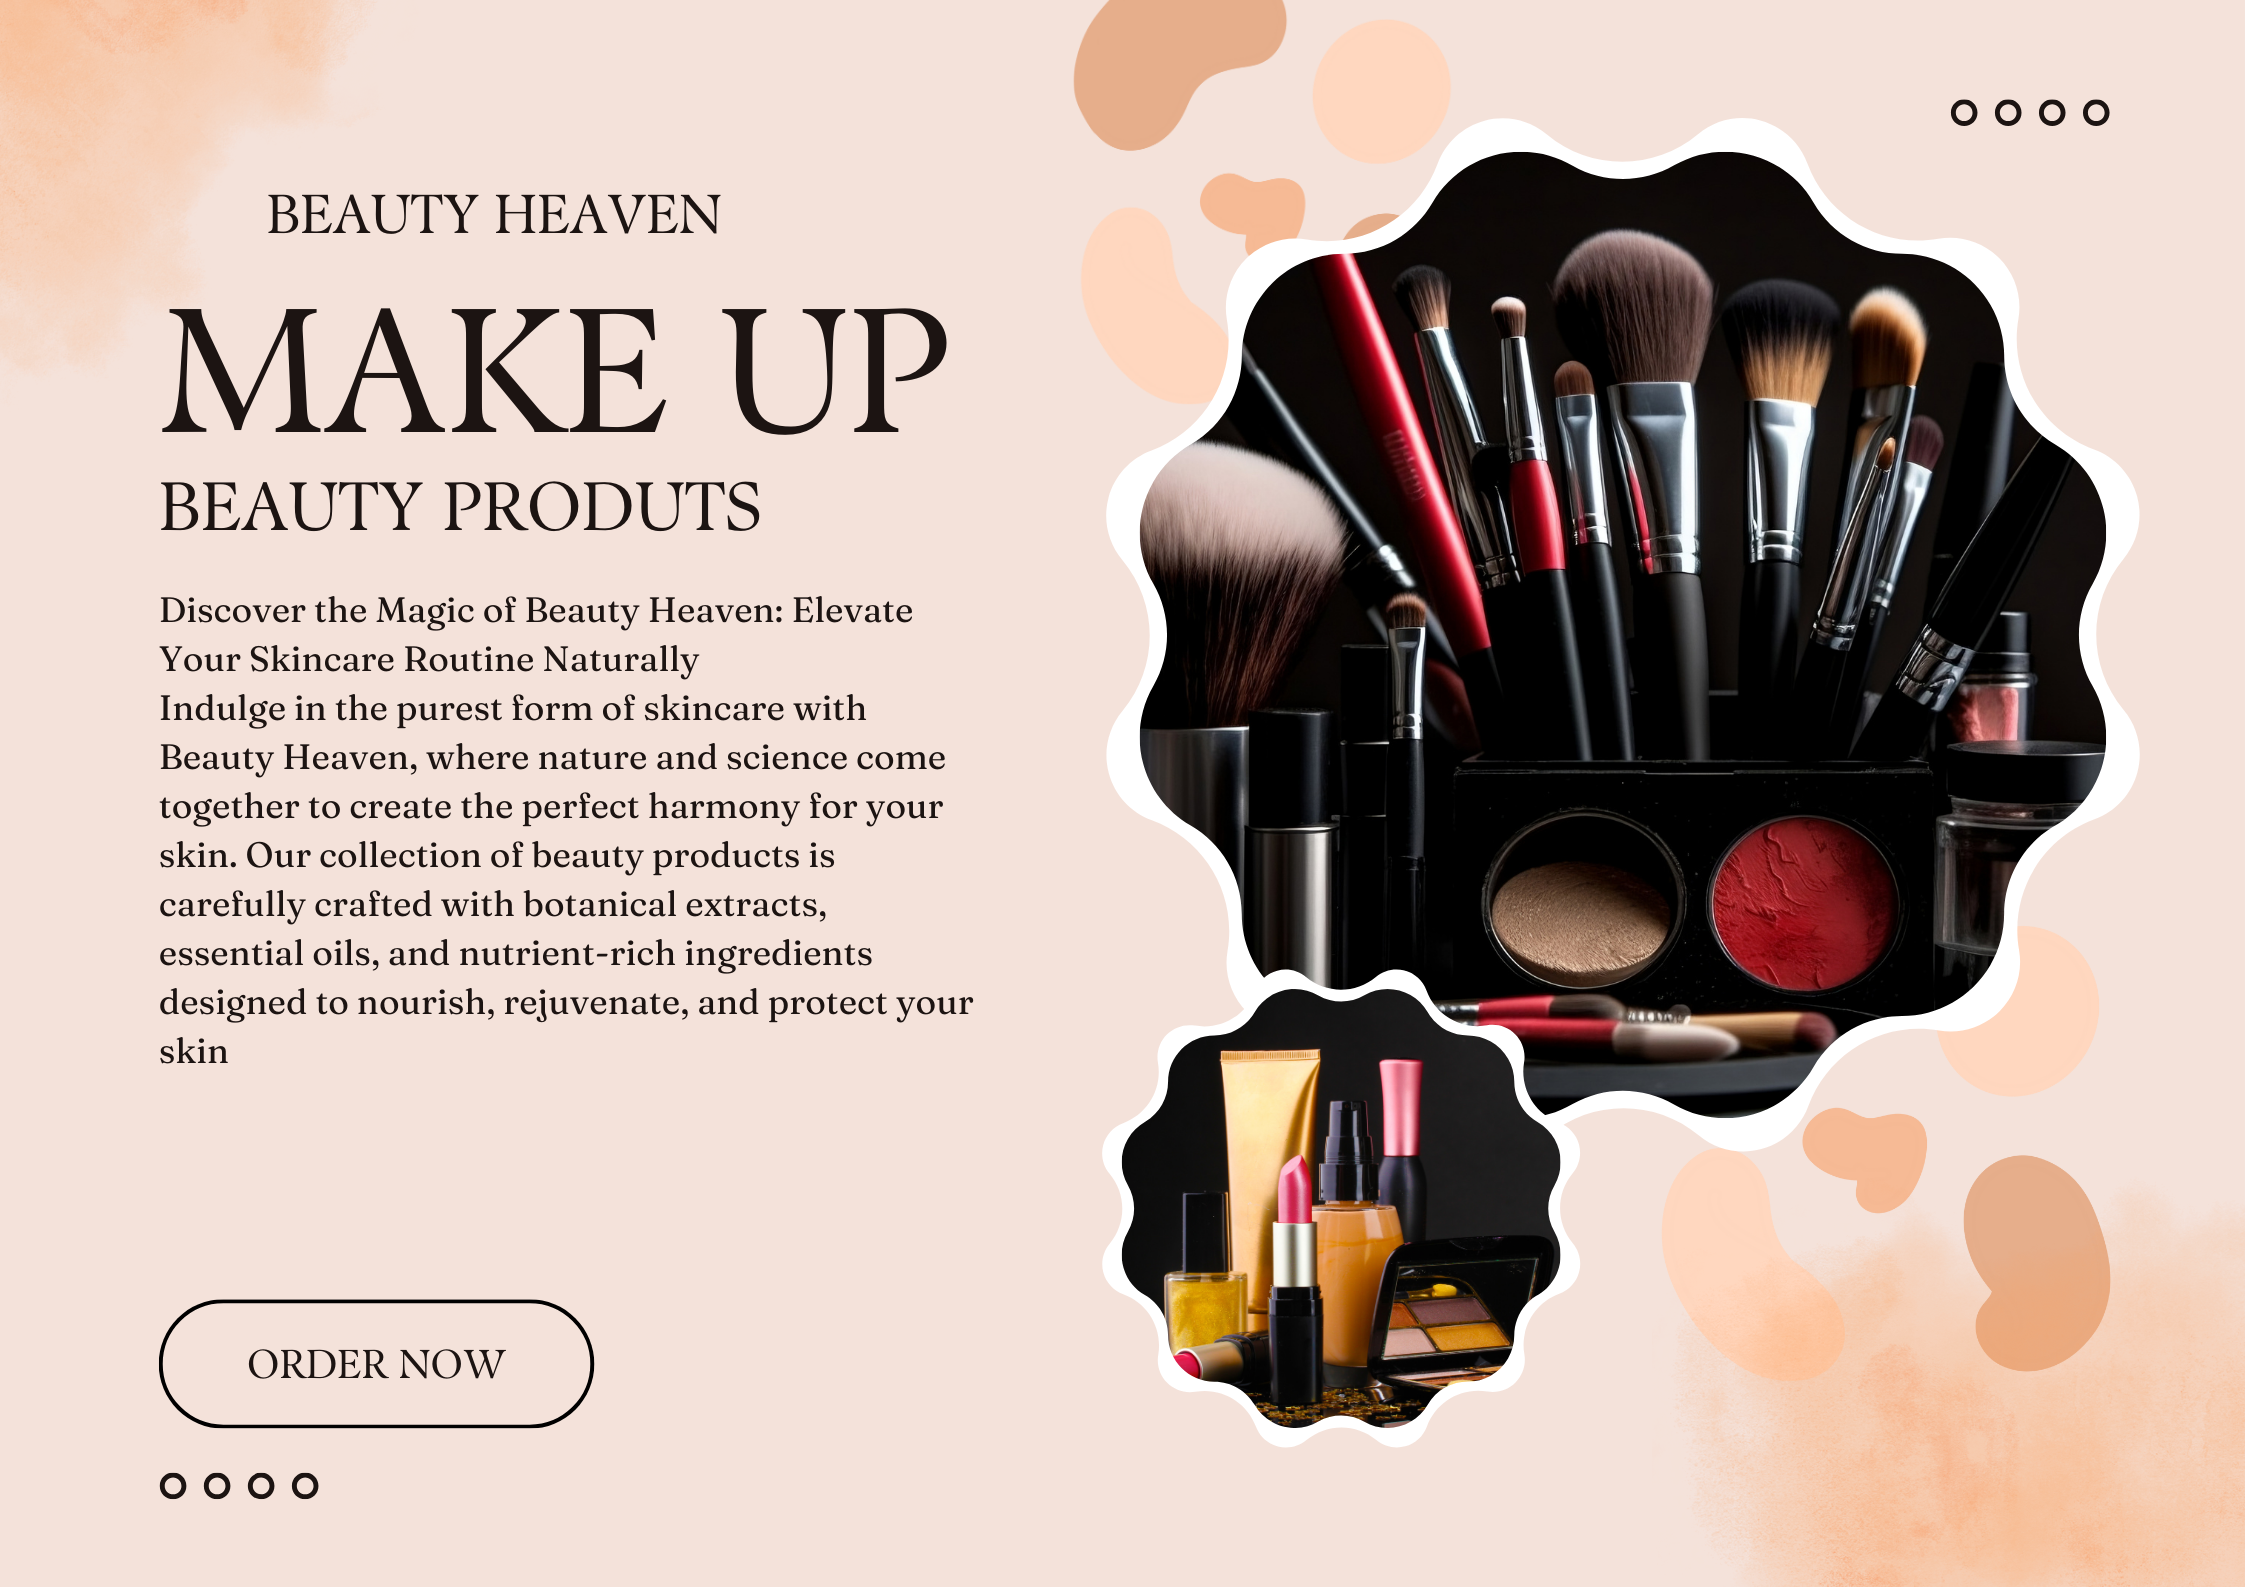 BEAUTY HEAVEN
MAKE UP
BEAUTY PRODUTS
Discover the Magic of Beauty Heaven: Elevate
Your Skincare Routine Naturally
Indulge in the purest form of skincare with
Beauty Heaven, where nature and science come
together to create the perfect harmony for your
skin. Our collection of beauty products is
carefully crafted with botanical extracts,
essential oils, and nutrient-rich ingredients
designed to nourish, rejuvenate, and protect your
skin
ORDER NOW